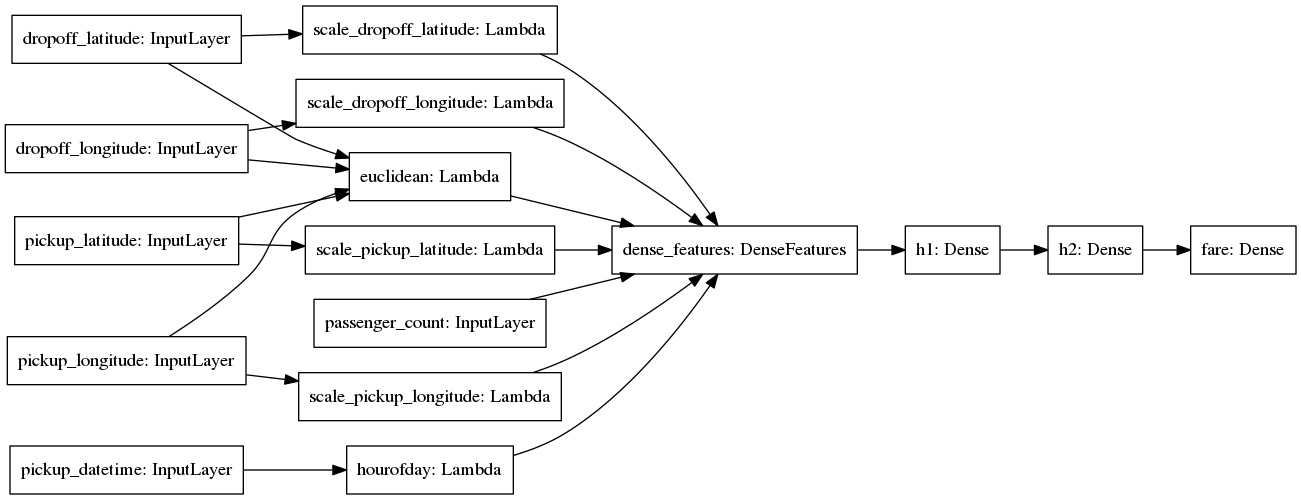 dropoff_latitude: InputLayer
scale_dropoff_latitude: Lambda
scale_dropoff_longitude: Lambda
dropoff_longitude: InputLayer
euclidean: Lambda
pickup_latitude: InputLayer
scale_pickup_latitude: Lambda
dense_features: DenseFeatures
h1: Dense
h2: Dense
fare: Dense
passenger_count: InputLayer
pickup_longitude: InputLayer
scale_pickup_longitude: Lambda
pickup_datetime: InputLayer
hourofday: Lambda